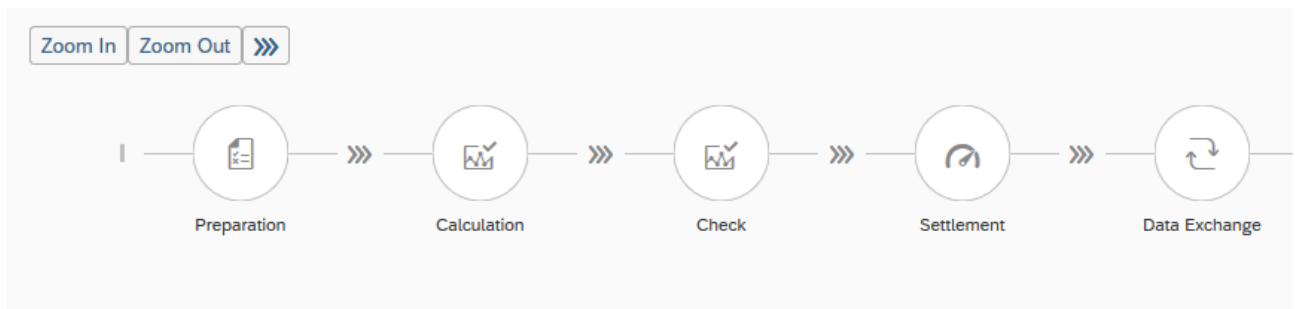 Zoom In Zoom Out
Preparation Calculation Check Settlement Data Exchange